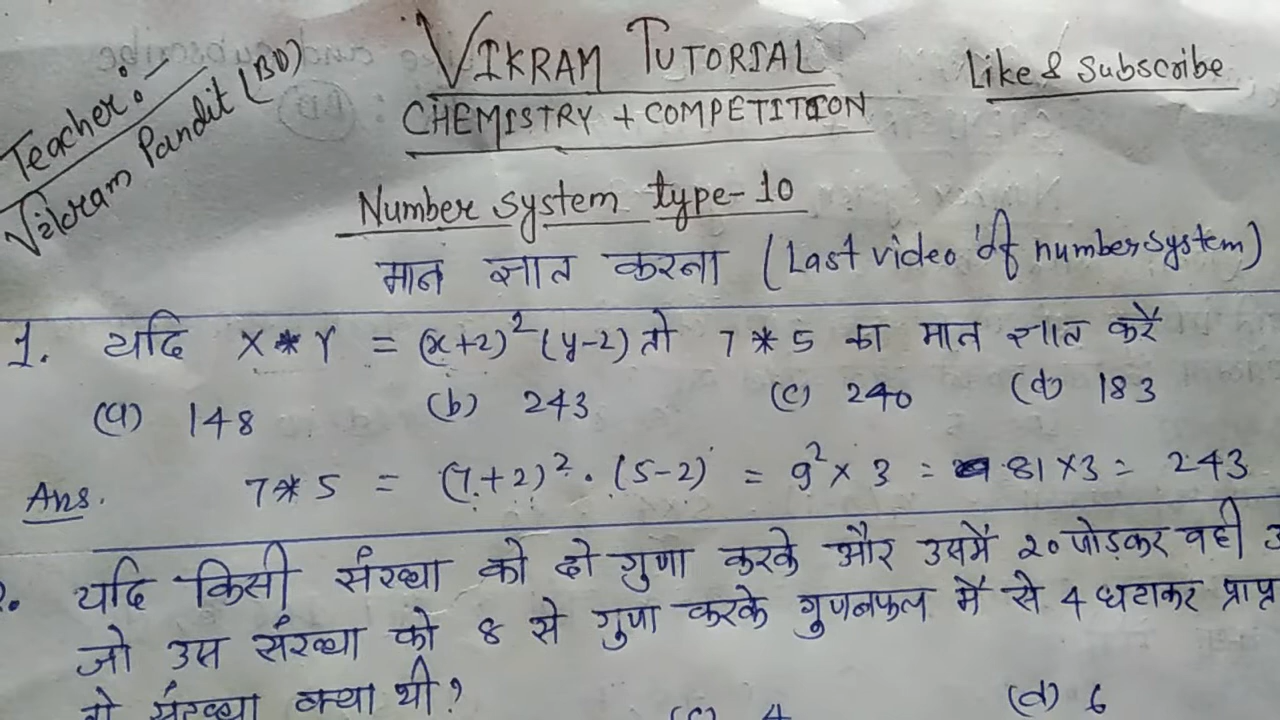 Teacher:-
Vikram Pandit (BD)
VIKRAM TUTORIAL
Like & Subscribe
CHEMISTRY + COMPETITION
Number system type-10
मान ज्ञात करना (Last video of number system)
1. यदि X * Y = (x+2)² (y-2) तो 7 * 5 का मान ज्ञात करें
(a) 148 (b) 243 (c) 240 (d) 183
Ans. 7 * 5 = (7+2)² . (5-2) = 9² x 3 = 81 x 3 = 243
यदि किसी संख्या को दो गुणा करके और उसमें 20 जोड़कर वही
जो उस संख्या को 8 से गुणा करके गुणनफल में से 4 घटाकर प्राप्त
तो संख्या क्या थी?
(c) 4 (d) 6